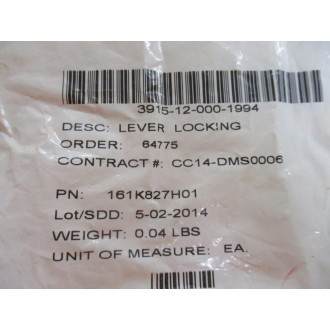 3915-12-000-1994
DESC: LEVER LOCKING
ORDER: 64775
CONTRACT #: CC14-DMS0006
PN: 161K827H01
Lot/SDD: 5-02-2014
WEIGHT: 0.04 LBS
UNIT OF MEASURE: EA.